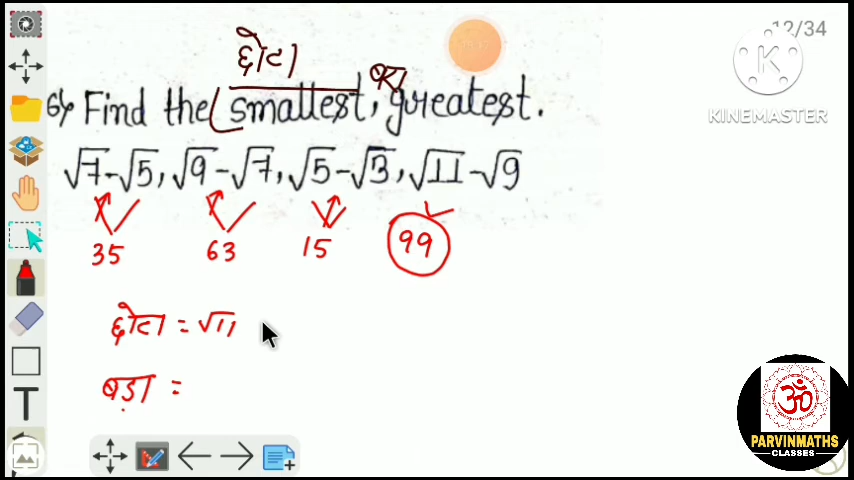 12/34
KINEMASTER
छोटा
बड़ा
64 Find the smallest, greatest.
√7-√5, √9-√7, √5-√3, √11-√9
35 63 15 99
छोटा = √11
बड़ा =
T
ॐ
PARVINMATHS
CLASSES